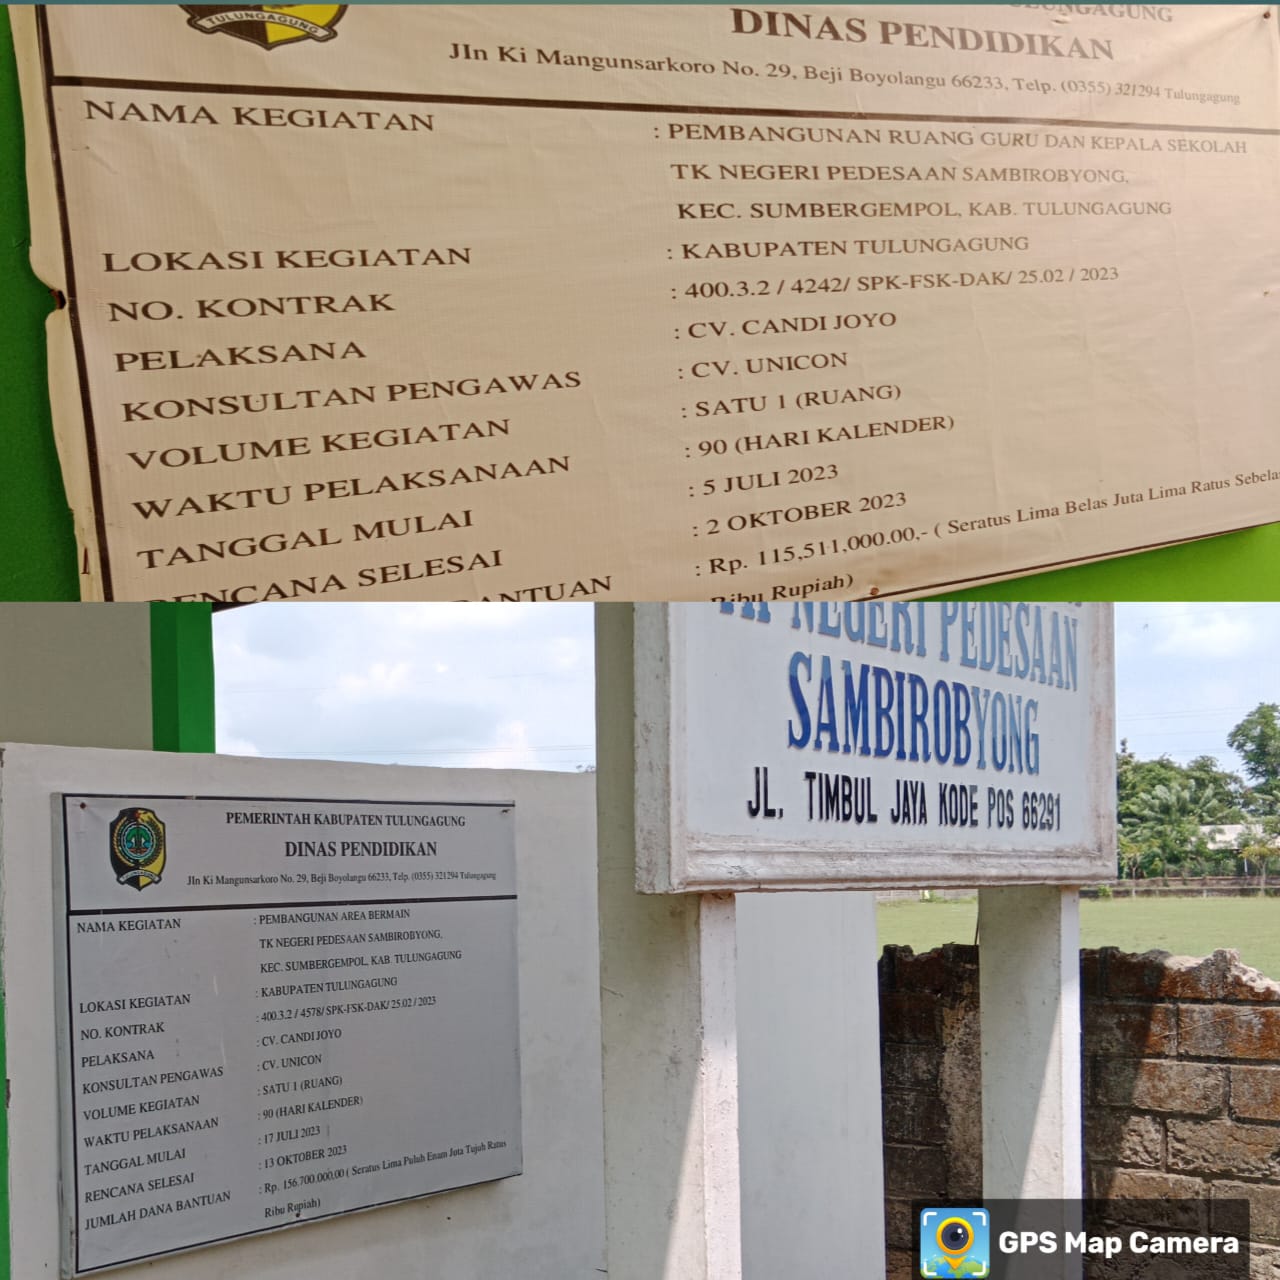 TULUNGAGUNG
TULUNGAGUNG
DINAS PENDIDIKAN
Jln Ki Mangunsarkoro No. 29, Beji Boyolangu 66233, Telp. (0355) 321294 Tulungagung
NAMA KEGIATAN : PEMBANGUNAN RUANG GURU DAN KEPALA SEKOLAH
TK NEGERI PEDESAAN SAMBIROBYONG,
KEC. SUMBERGEMPOL, KAB. TULUNGAGUNG
LOKASI KEGIATAN : KABUPATEN TULUNGAGUNG
NO. KONTRAK : 400.3.2 / 4242/ SPK-FSK-DAK/ 25.02 / 2023
PELAKSANA : CV. CANDI JOYO
KONSULTAN PENGAWAS : CV. UNICON
VOLUME KEGIATAN : SATU 1 (RUANG)
WAKTU PELAKSANAAN : 90 (HARI KALENDER)
TANGGAL MULAI : 5 JULI 2023
RENCANA SELESAI : 2 OKTOBER 2023
BANTUAN : Rp. 115,511,000.00,- ( Seratus Lima Belas Juta Lima Ratus Sebelas
Ribu Rupiah)
TK NEGERI PEDESAAN
SAMBIROBYONG
JL. TIMBUL JAYA KODE POS 66291
TULUNGAGUNG
PEMERINTAH KABUPATEN TULUNGAGUNG
DINAS PENDIDIKAN
Jln Ki Mangunsarkoro No. 29, Beji Boyolangu 66233, Telp. (0355) 321294 Tulungagung
NAMA KEGIATAN : PEMBANGUNAN AREA BERMAIN
TK NEGERI PEDESAAN SAMBIROBYONG,
KEC. SUMBERGEMPOL, KAB. TULUNGAGUNG
LOKASI KEGIATAN : KABUPATEN TULUNGAGUNG
NO. KONTRAK : 400.3.2 / 4578/ SPK-FSK-DAK/ 25.02 / 2023
PELAKSANA : CV. CANDI JOYO
KONSULTAN PENGAWAS : CV. UNICON
VOLUME KEGIATAN : SATU 1 (RUANG)
WAKTU PELAKSANAAN : 90 (HARI KALENDER)
TANGGAL MULAI : 17 JULI 2023
RENCANA SELESAI : 13 OKTOBER 2023
JUMLAH DANA BANTUAN : Rp. 156.700.000,00 ( Seratus Lima Puluh Enam Juta Tujuh Ratus
Ribu Rupiah)
GPS Map Camera